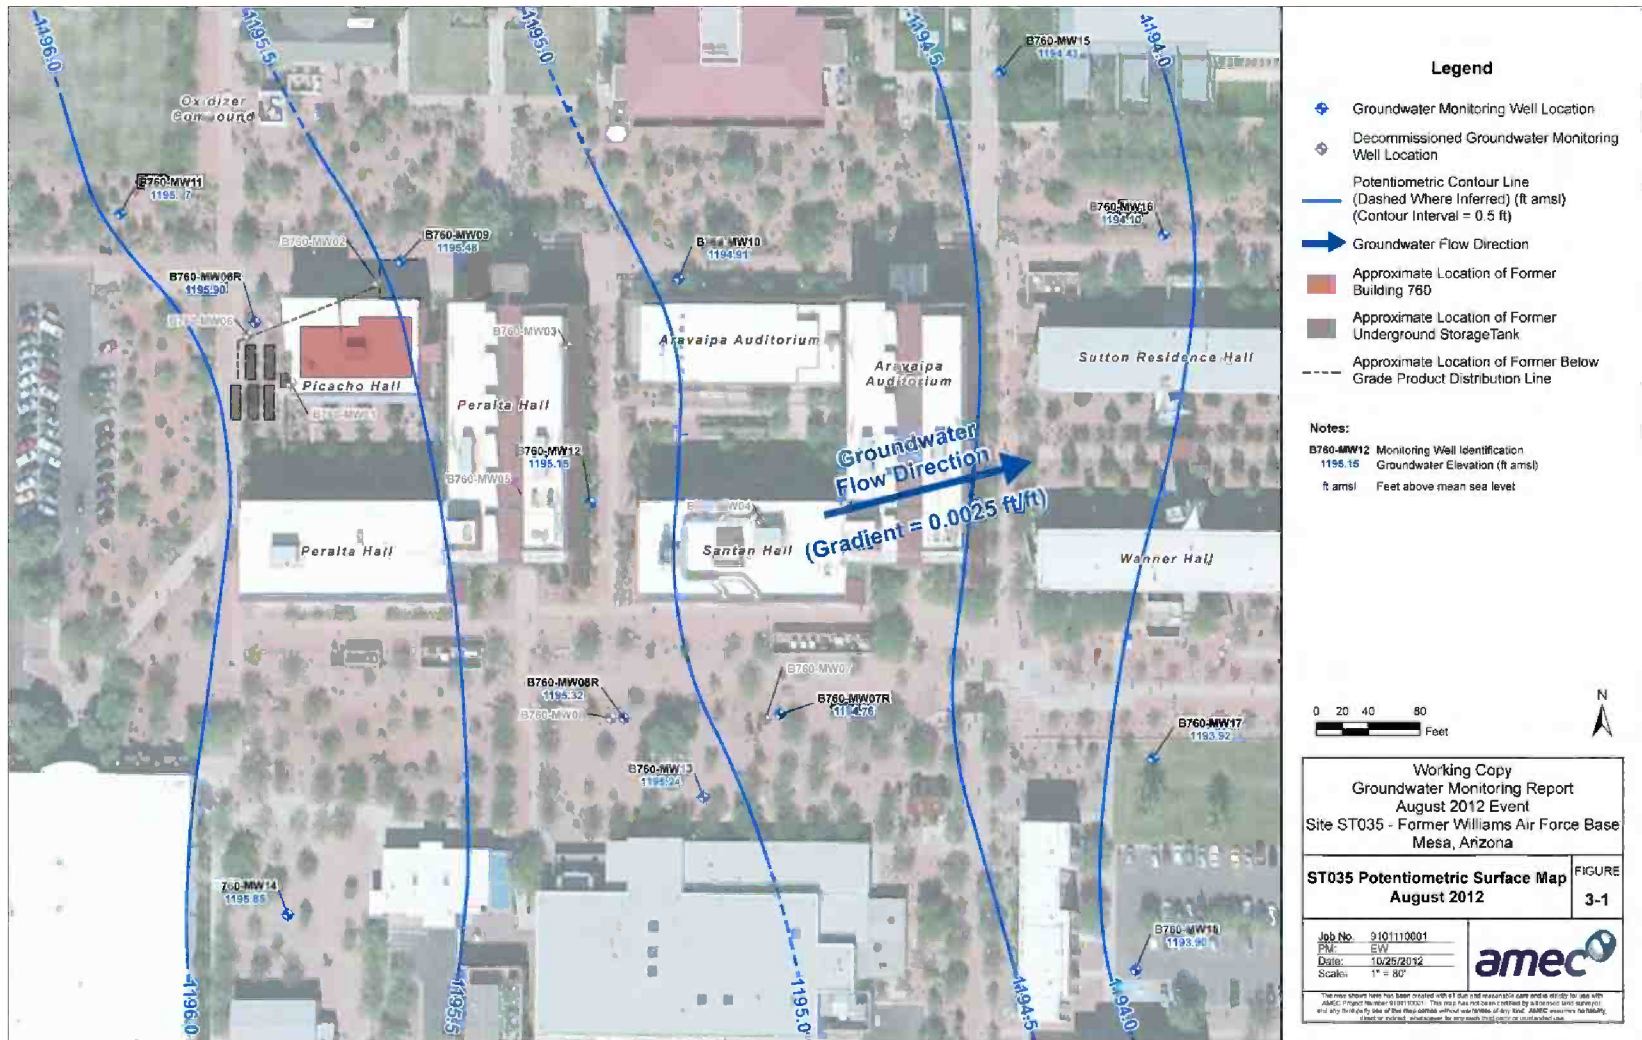 1196.0
1195.5
1195.0
1194.5
1194.0
B760-MW15
1194.43
Oxidizer
Compound
B760-MW11
B760-MW16
1194.10
B760-MW02
B760-MW09
1195.48
MW10
1194.91
B760-MW06R
1195.90
B760-MW06
B760-MW03
Aravaipa Auditorium
Aravaipa
Auditorium
Sutton Residence Hall
Picacho Hall
Peralta Hall
B760-MW12
1195.15
B760-MW05
Groundwater
Flow Direction
(Gradient = 0.0025 ft/ft)
Peralta Hall
Santan Hall
Wanner Hall
B760-MW08R
1195.32
B760-MW07R
B760-MW17
1193.92
B760-MW13
1195.24
760-MW14
1195.85
1193.90
1196.0
1195.5
1195.0
1194.5
1194.0
Legend
Groundwater Monitoring Well Location
Decommissioned Groundwater Monitoring
Well Location
Potentiometric Contour Line
(Dashed Where Inferred) (ft amsl)
(Contour Interval = 0.5 ft)
Groundwater Flow Direction
Approximate Location of Former
Building 760
Approximate Location of Former
Underground StorageTank
Approximate Location of Former Below
Grade Product Distribution Line
Notes:
B760-MW12 Monitoring Well Identification
1195.15 Groundwater Elevation (ft amsl)
ft amsl Feet above mean sea level
N
0 20 40 80
Feet
Working Copy
Groundwater Monitoring Report
August 2012 Event
Site ST035 - Former Williams Air Force Base
Mesa, Arizona
ST035 Potentiometric Surface Map
August 2012
FIGURE
3-1
Job No. 9101110001
PM: EW
Date: 10/25/2012
Scale: 1" = 80'
amec